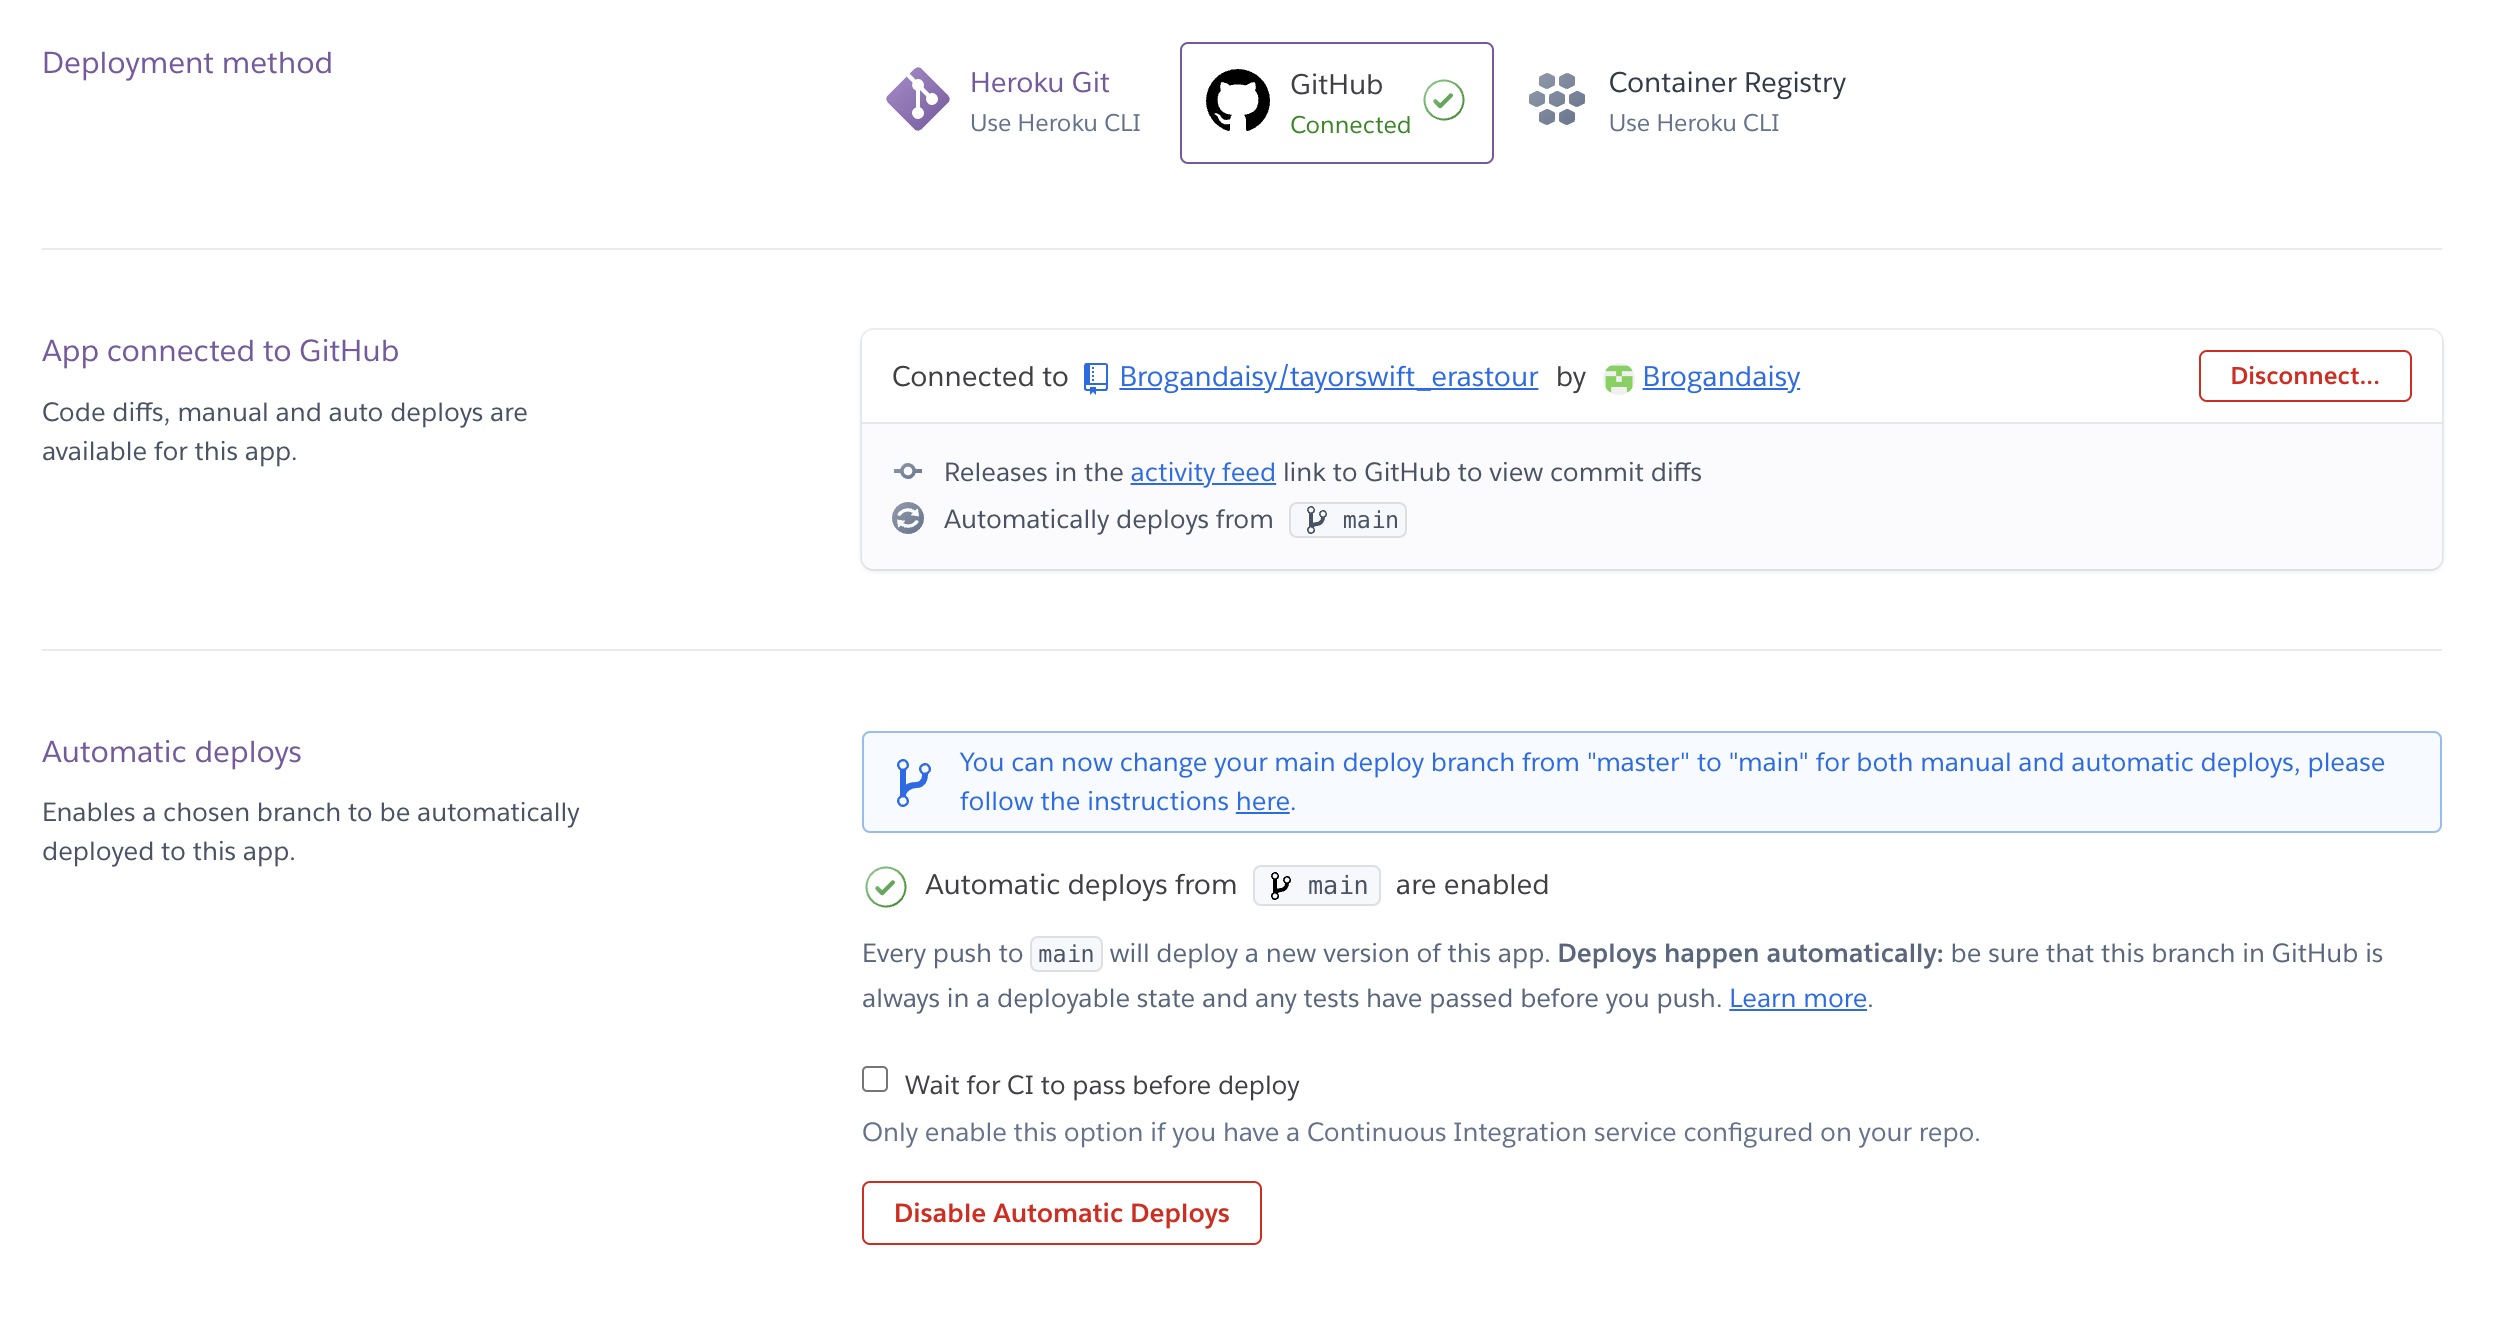 Deployment method
Heroku Git
Use Heroku CLI
GitHub
Connected
Container Registry
Use Heroku CLI
App connected to GitHub
Code diffs, manual and auto deploys are
available for this app.
Connected to Brogandaisy/tayorswift_erastour by Brogandaisy
Disconnect...
Releases in the activity feed link to GitHub to view commit diffs
Automatically deploys from main
Automatic deploys
Enables a chosen branch to be automatically
deployed to this app.
You can now change your main deploy branch from "master" to "main" for both manual and automatic deploys, please
follow the instructions here.
Automatic deploys from main are enabled
Every push to main will deploy a new version of this app. Deploys happen automatically: be sure that this branch in GitHub is
always in a deployable state and any tests have passed before you push. Learn more.
Wait for CI to pass before deploy
Only enable this option if you have a Continuous Integration service configured on your repo.
Disable Automatic Deploys